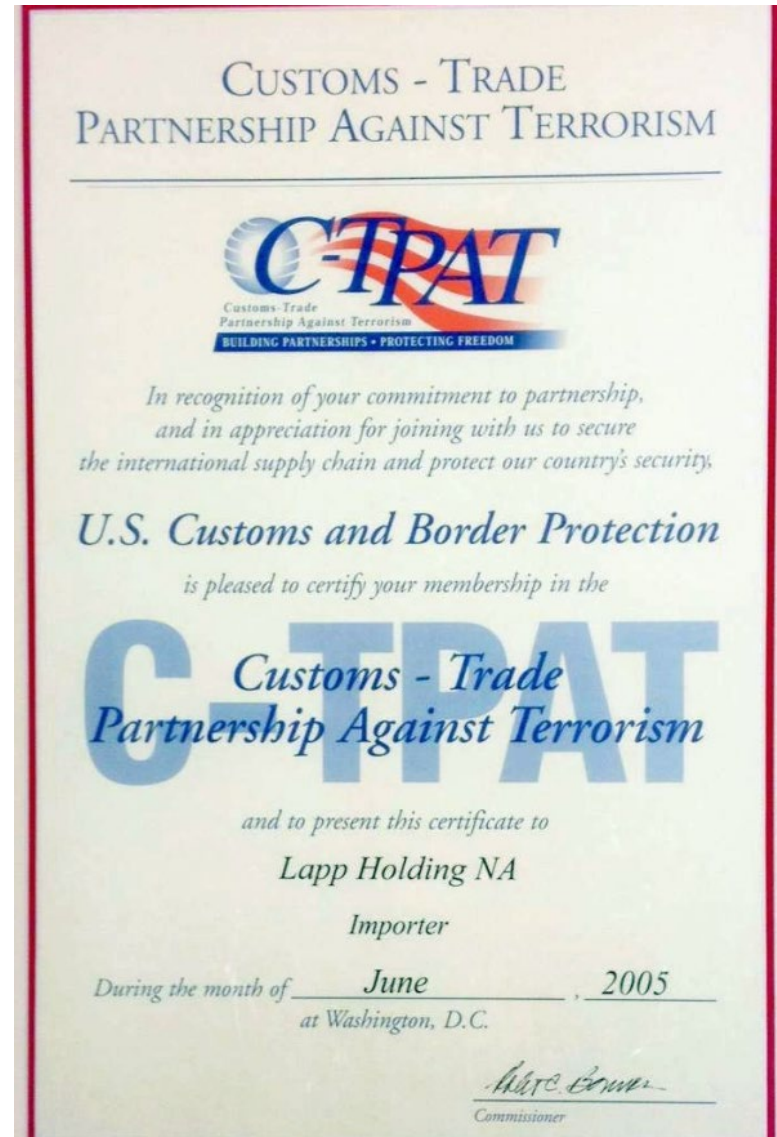 CUSTOMS - TRADE
PARTNERSHIP AGAINST TERRORISM
C-TPAT
Customs-Trade
Partnership Against Terrorism
BUILDING PARTNERSHIPS • PROTECTING FREEDOM
In recognition of your commitment to partnership,
and in appreciation for joining with us to secure
the international supply chain and protect our country's security,
U.S. Customs and Border Protection
is pleased to certify your membership in the
C-TPAT
Customs - Trade
Partnership Against Terrorism
and to present this certificate to
Lapp Holding NA
Importer
During the month of June, 2005
at Washington, D.C.
Robert C. Bonner
Commissioner